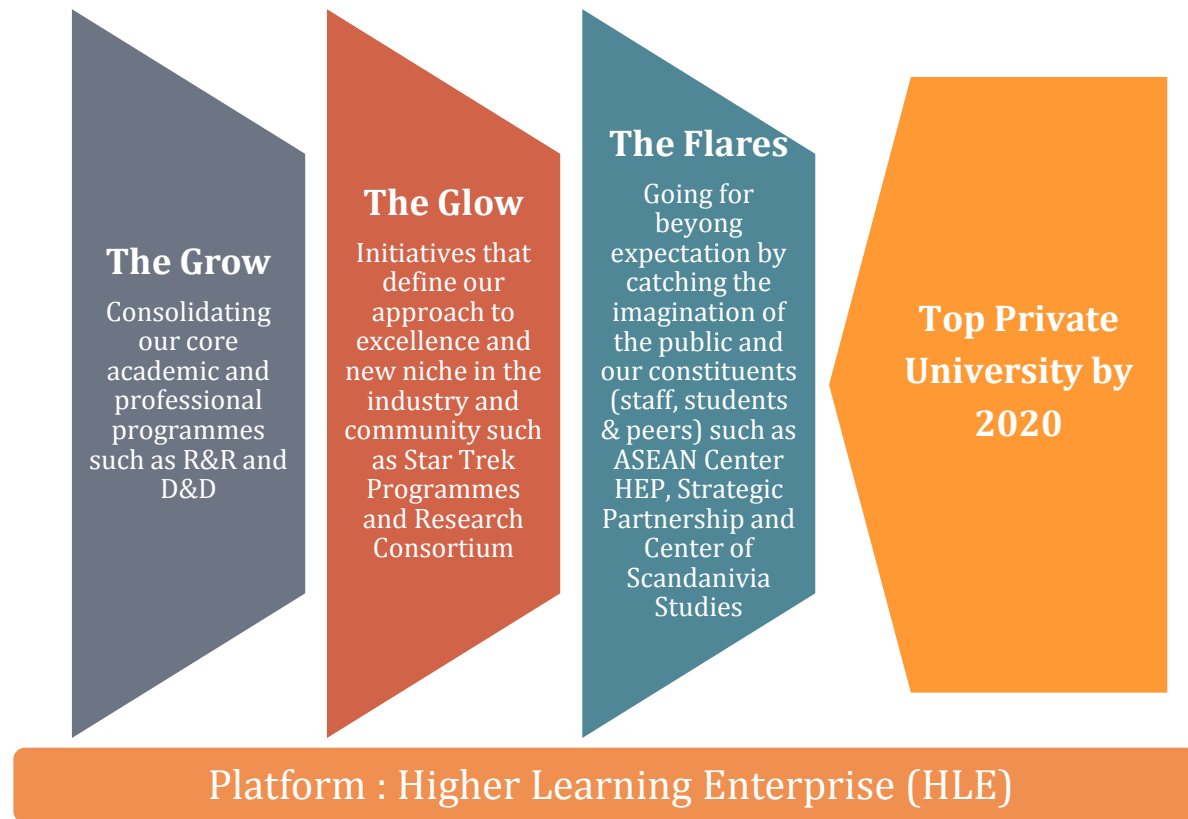 The Grow
Consolidating
our core
academic and
professional
programmes
such as R&R and
D&D
The Glow
Initiatives that
define our
approach to
excellence and
new niche in the
industry and
community such
as Star Trek
Programmes
and Research
Consortium
The Flares
Going for
beyong
expectation by
catching the
imagination of
the public and
our constituents
(staff, students
& peers) such as
ASEAN Center
HEP, Strategic
Partnership and
Center of
Scandanivia
Studies
Top Private
University by
2020
Platform : Higher Learning Enterprise (HLE)